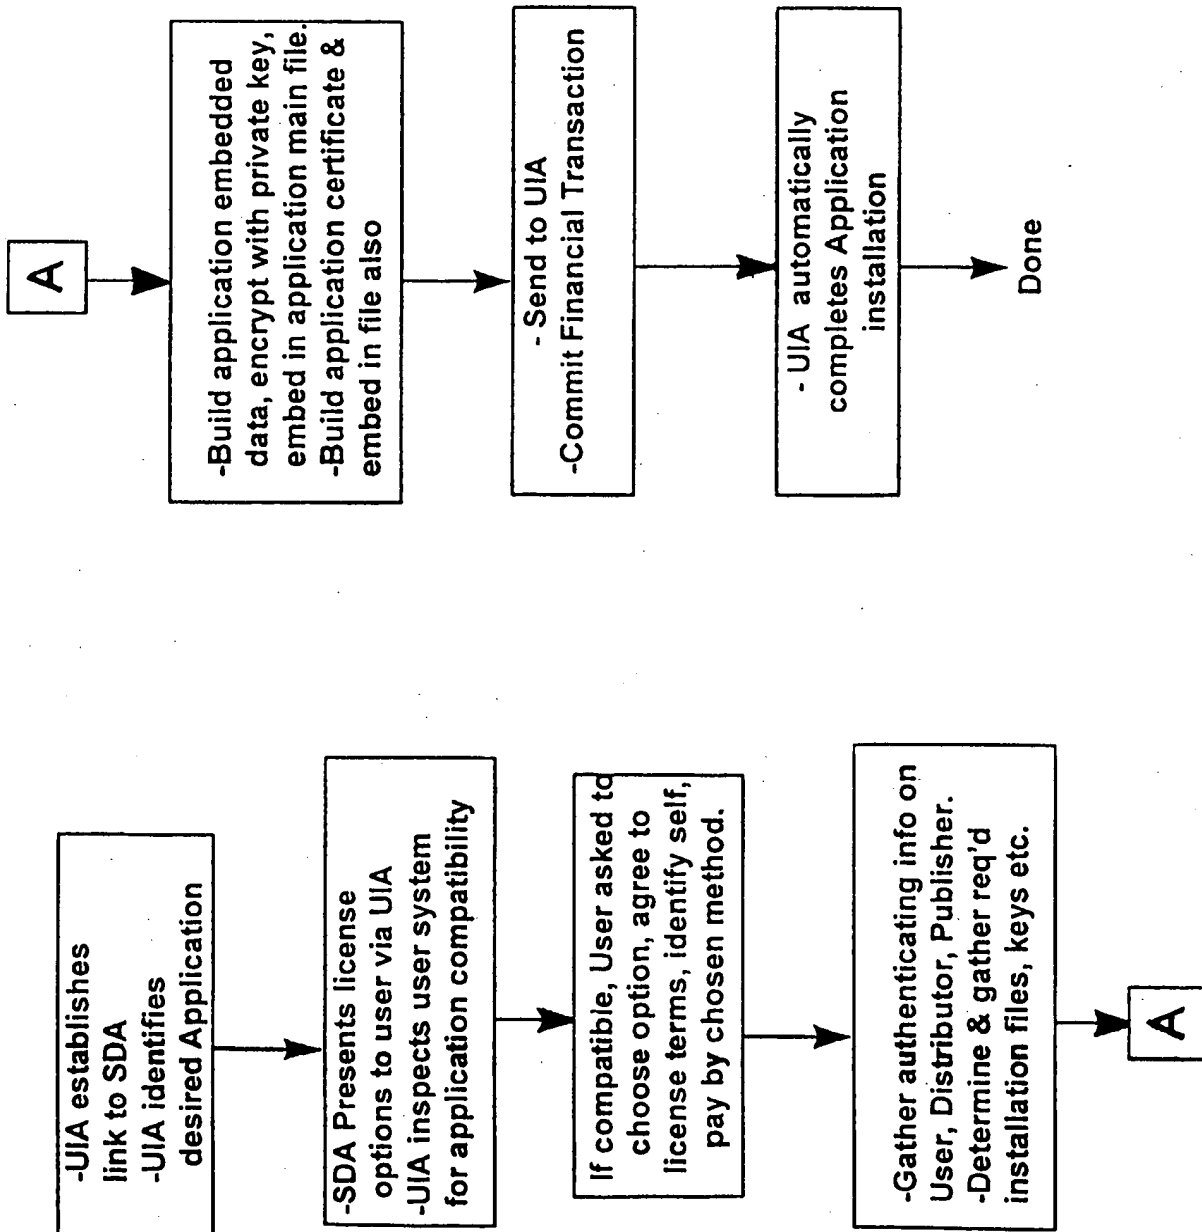 -UIA establishes
link to SDA
-UIA identifies
desired Application
-SDA Presents license
options to user via UIA
-UIA inspects user system
for application compatibility
If compatible, User asked to
choose option, agree to
license terms, identify self,
pay by chosen method.
-Gather authenticating info on
User, Distributor, Publisher.
-Determine & gather req'd
installation files, keys etc.
A
A
-Build application embedded
data, encrypt with private key,
embed in application main file.
-Build application certificate &
embed in file also
- Send to UIA
-Commit Financial Transaction
- UIA automatically
completes Application
installation
Done